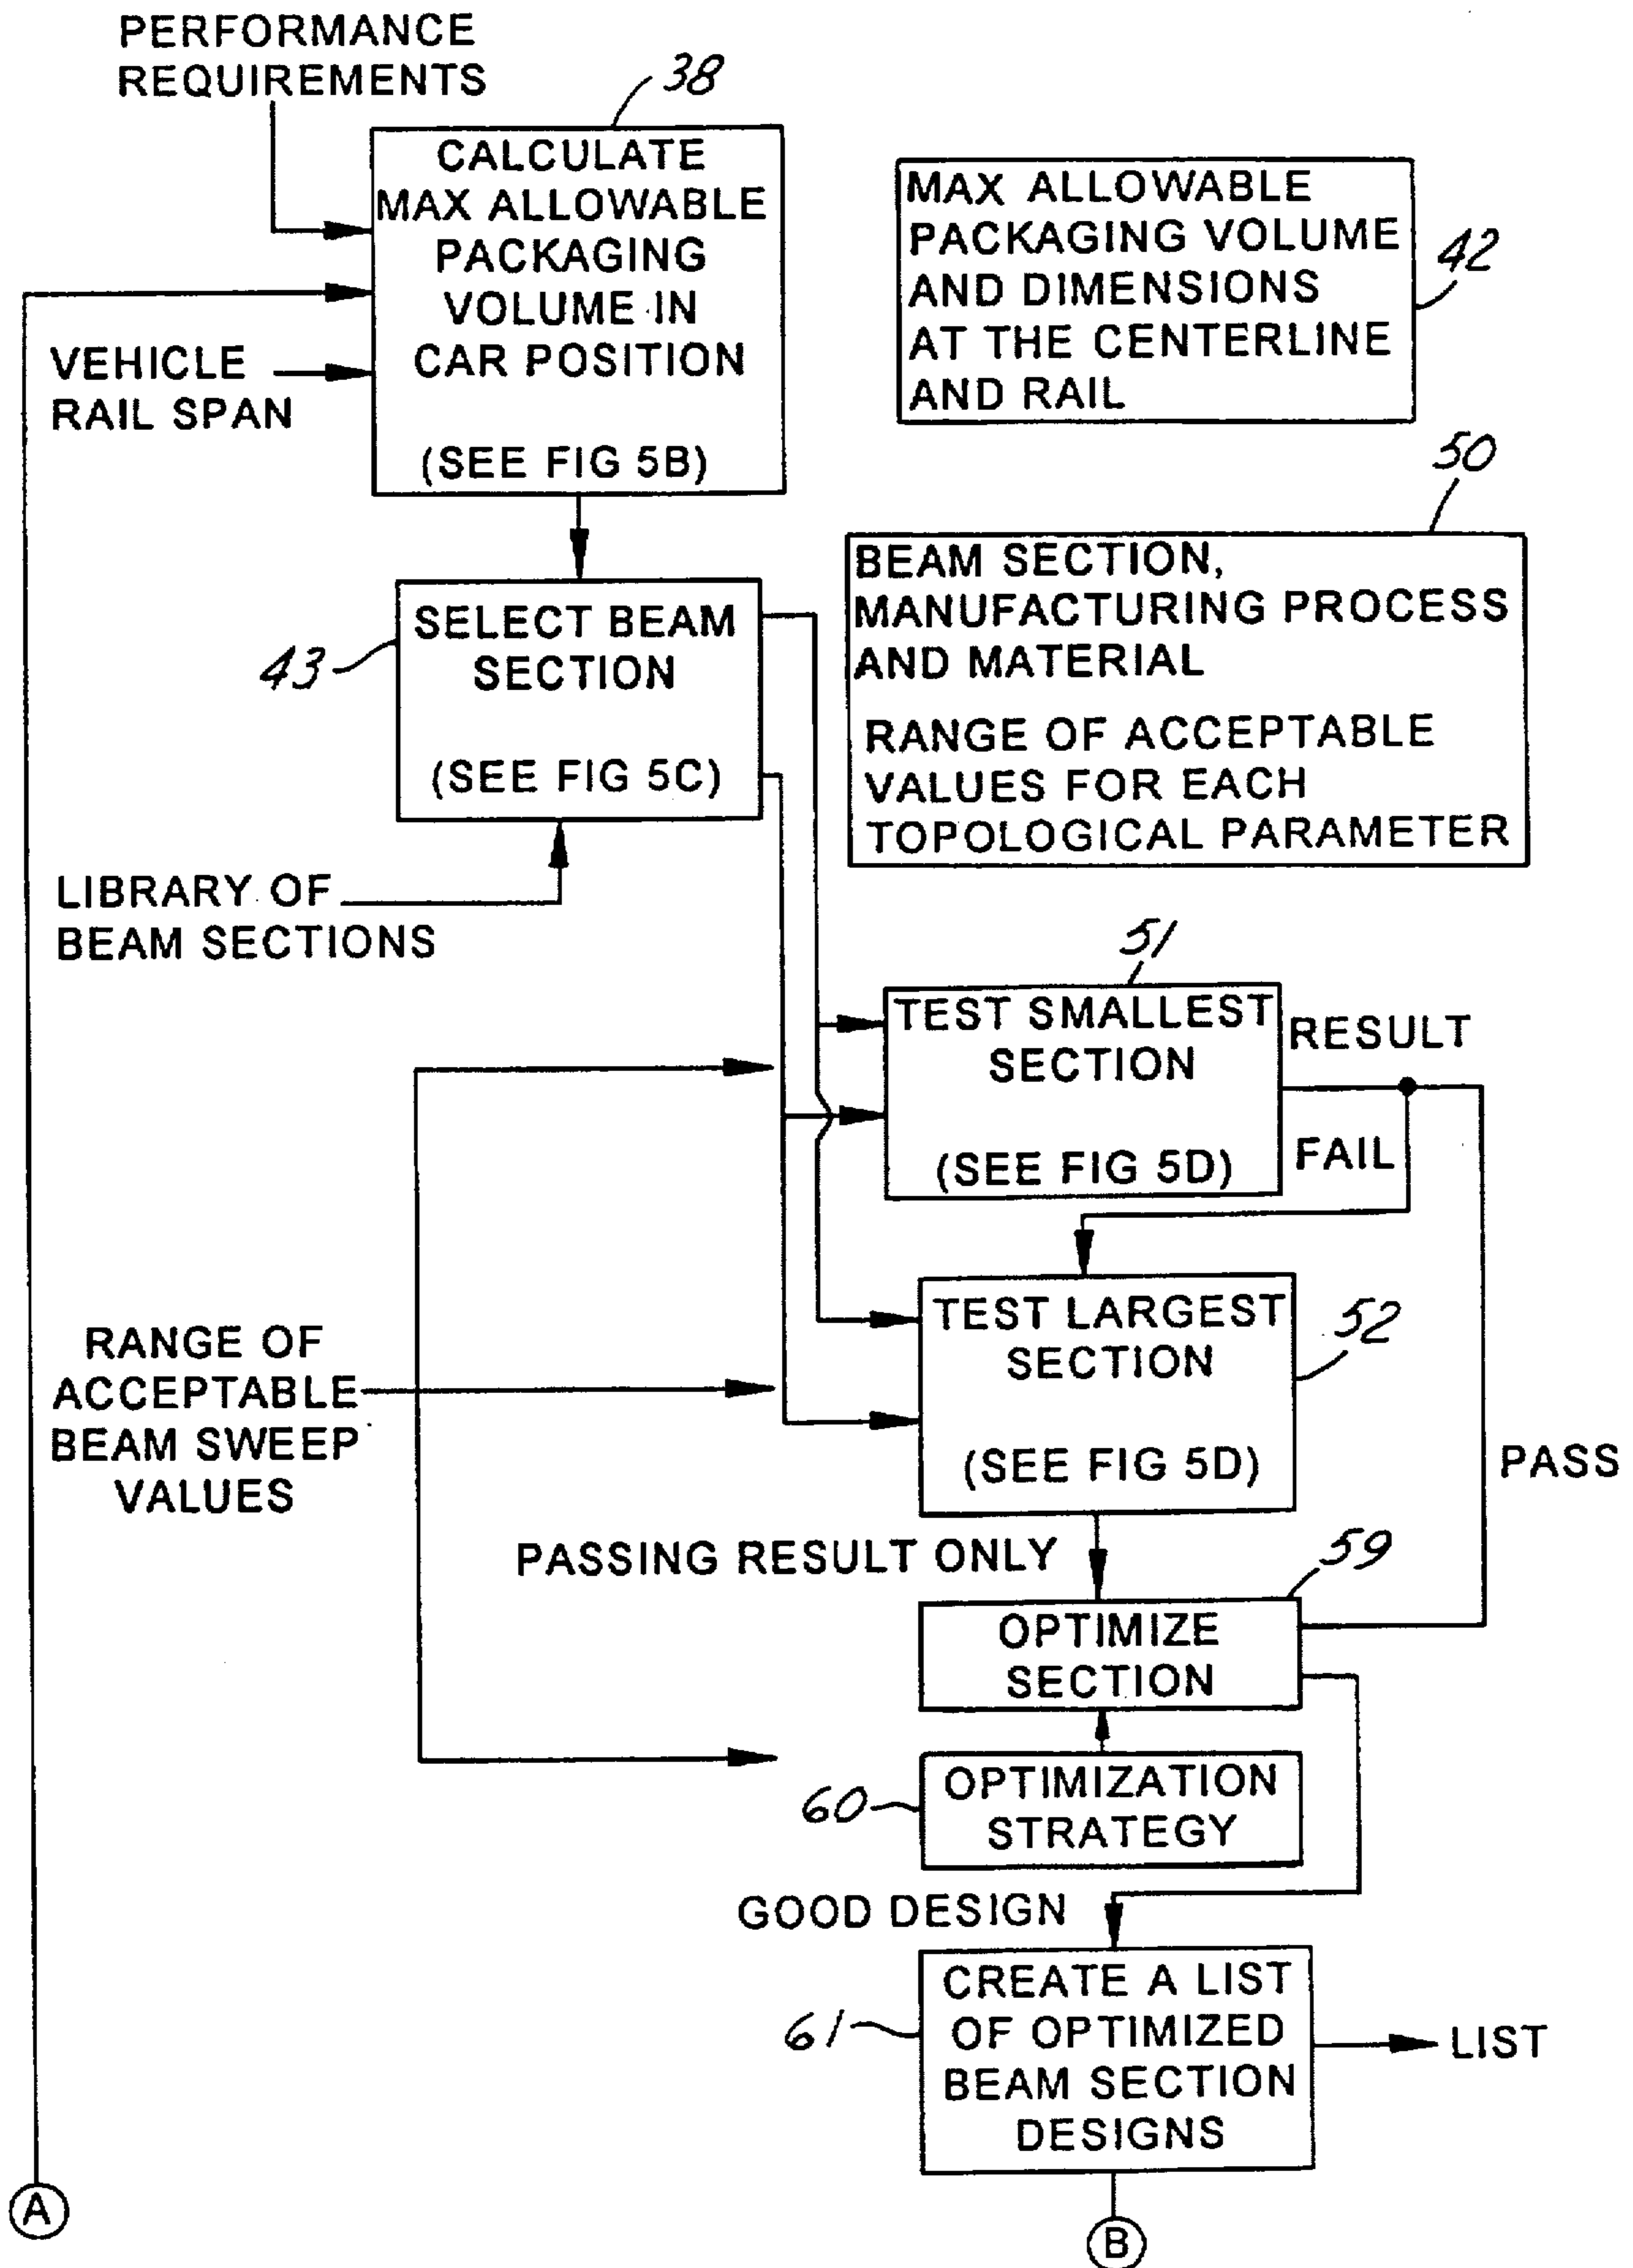 PERFORMANCE
REQUIREMENTS
38
CALCULATE
MAX ALLOWABLE
PACKAGING
VOLUME IN
CAR POSITION
(SEE FIG 5B)
VEHICLE
RAIL SPAN
MAX ALLOWABLE
PACKAGING VOLUME
AND DIMENSIONS
AT THE CENTERLINE
AND RAIL
42
50
BEAM SECTION,
MANUFACTURING PROCESS
AND MATERIAL
RANGE OF ACCEPTABLE
VALUES FOR EACH
TOPOLOGICAL PARAMETER
43
SELECT BEAM
SECTION
(SEE FIG 5C)
LIBRARY OF
BEAM SECTIONS
51
TEST SMALLEST
SECTION
(SEE FIG 5D)
RESULT
FAIL
RANGE OF
ACCEPTABLE
BEAM SWEEP
VALUES
TEST LARGEST
SECTION
(SEE FIG 5D)
52
PASS
PASSING RESULT ONLY
59
OPTIMIZE
SECTION
60
OPTIMIZATION
STRATEGY
GOOD DESIGN
61
CREATE A LIST
OF OPTIMIZED
BEAM SECTION
DESIGNS
LIST
A
B